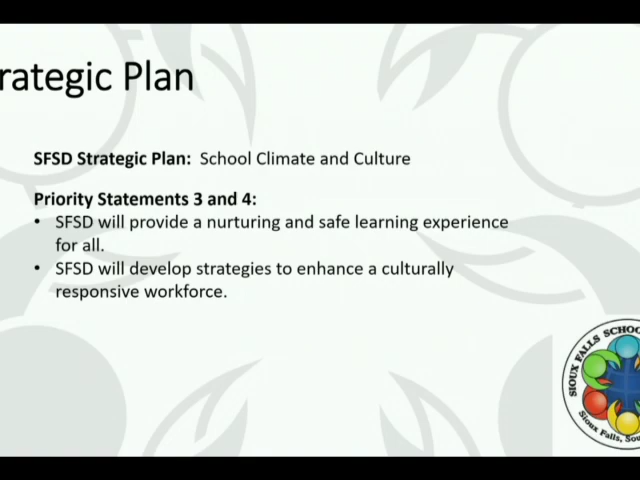 rategic Plan
SFSD Strategic Plan: School Climate and Culture
Priority Statements 3 and 4:
• SFSD will provide a nurturing and safe learning experience
for all.
• SFSD will develop strategies to enhance a culturally
responsive workforce.
SIOUX FALLS SCHOO
Sioux Falls, Sou